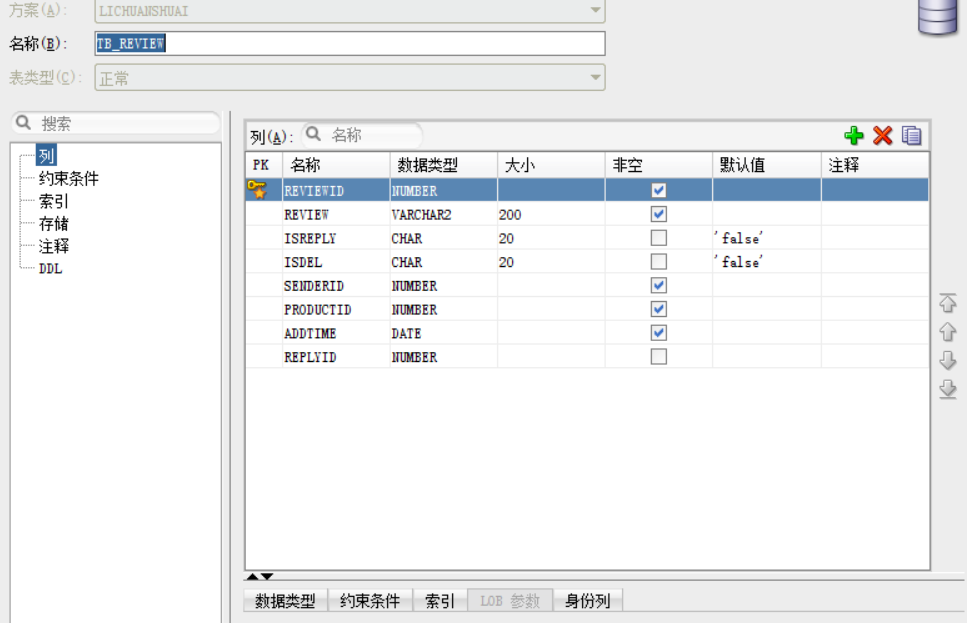 方案(A): LICHUANSHUAI
名称(B): TB_REVIEW
表类型(C): 正常
搜索
列
约束条件
索引
存储
注释
DDL
列(A): 名称
PK 名称 数据类型 大小 非空 默认值 注释
REVIEWID NUMBER
REVIEW VARCHAR2 200
ISREPLY CHAR 20 'false'
ISDEL CHAR 20 'false'
SENDERID NUMBER
PRODUCTID NUMBER
ADDTIME DATE
REPLYID NUMBER
数据类型 约束条件 索引 LOB 参数 身份列